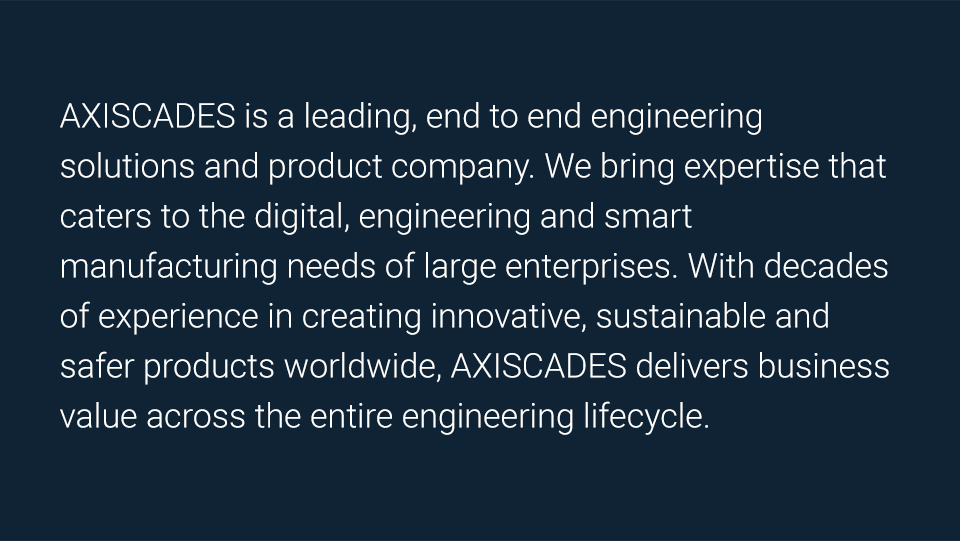 AXISCADES is a leading, end to end engineering
solutions and product company. We bring expertise that
caters to the digital, engineering and smart
manufacturing needs of large enterprises. With decades
of experience in creating innovative, sustainable and
safer products worldwide, AXISCADES delivers business
value across the entire engineering lifecycle.